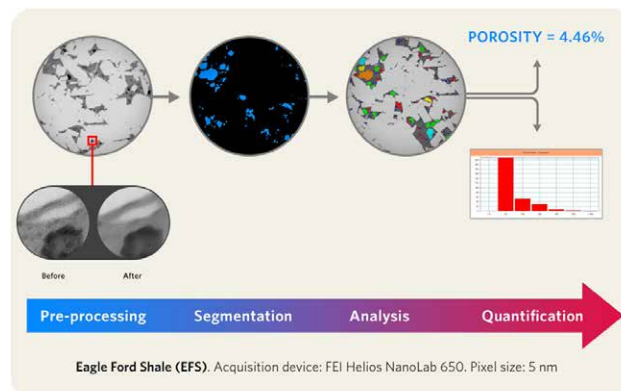 POROSITY = 4.46%
Before
After
Pre-processing
Segmentation
Analysis
Quantification
Eagle Ford Shale (EFS). Acquisition device: FEI Helios NanoLab 650. Pixel size: 5 nm